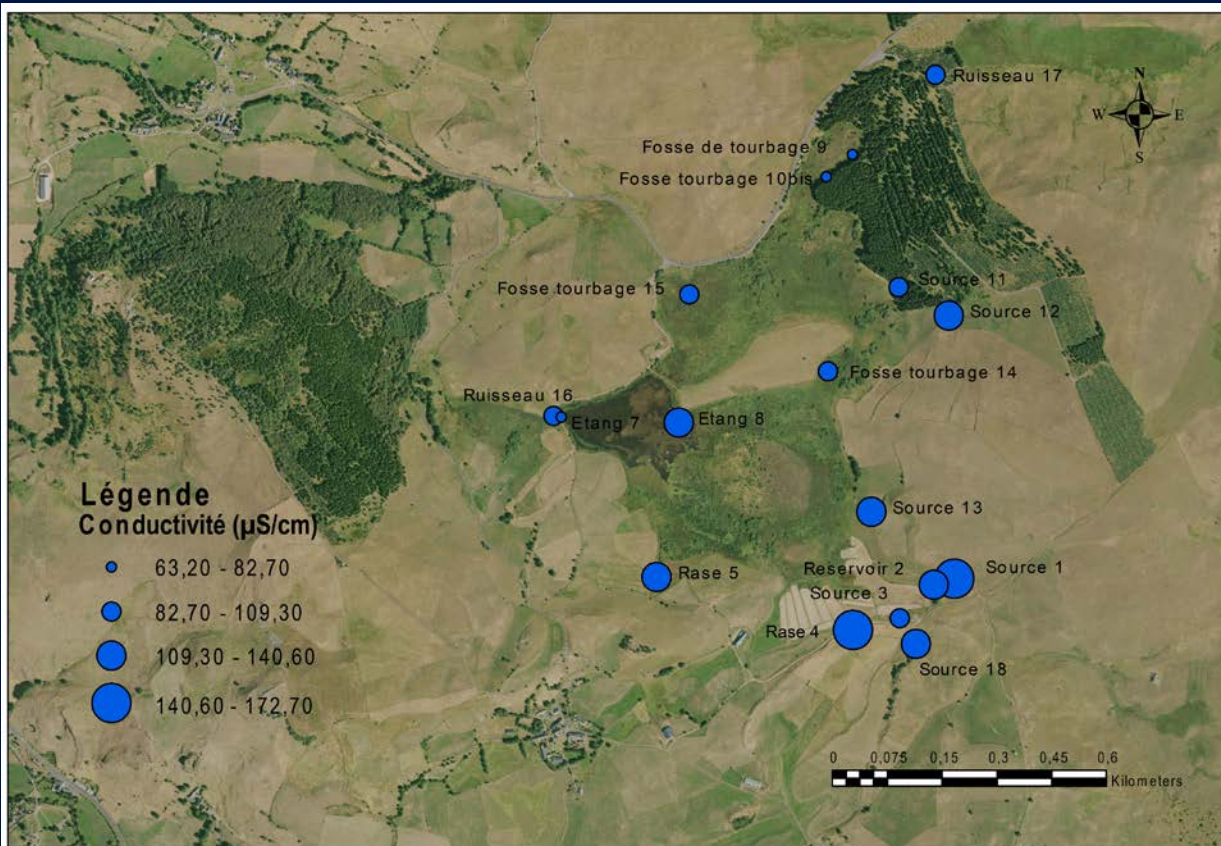 Ruisseau 17
N
W E
S
Fosse de tourbage 9
Fosse tourbage 10bis
Source 11
Fosse tourbage 15
Source 12
Fosse tourbage 14
Ruisseau 16
Etang 7
Etang 8
Légende
Conductivité (µS/cm)
63,20 - 82,70
82,70 - 109,30
109,30 - 140,60
140,60 - 172,70
Source 13
Reservoir 2
Source 1
Rase 5
Source 3
Rase 4
Source 18
0 0,075 0,15 0,3 0,45 0,6
Kilometers